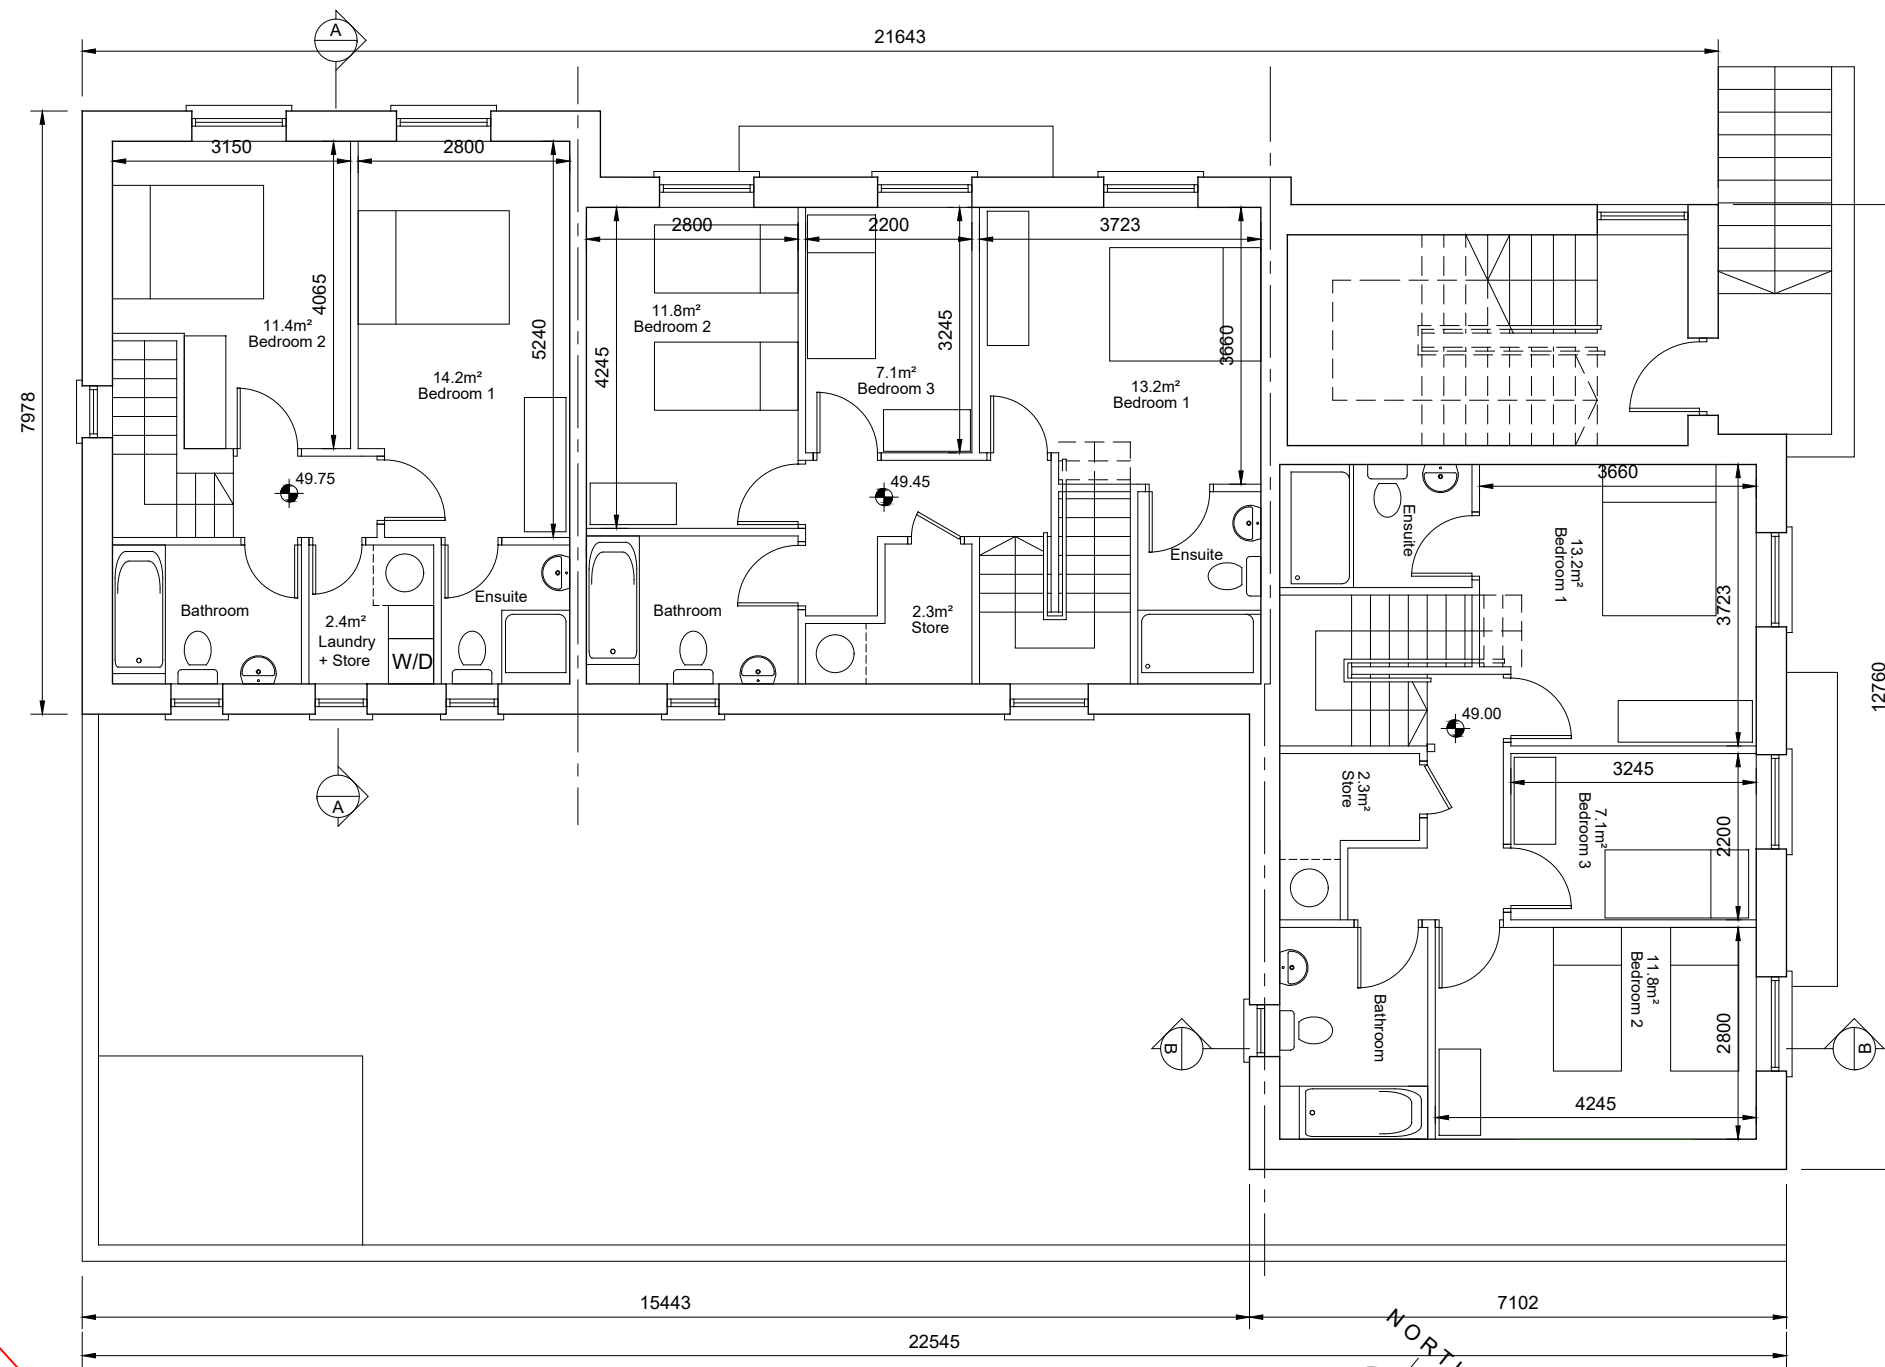 A
21643
3150
2800
7978
4065
5240
11.4m²
Bedroom 2
14.2m²
Bedroom 1
49.75
Bathroom
2.4m²
Laundry
+ Store
W/D
Ensuite
2800
2200
3723
4245
3245
3660
11.8m²
Bedroom 2
7.1m²
Bedroom 3
13.2m²
Bedroom 1
49.45
Bathroom
2.3m²
Store
Ensuite
A
3660
Ensuite
13.2m²
Bedroom 1
3723
12760
49.00
2.3m²
Store
3245
7.1m²
Bedroom 3
2200
11.8m²
Bedroom 2
2800
Bathroom
4245
B
B
15443
7102
22545